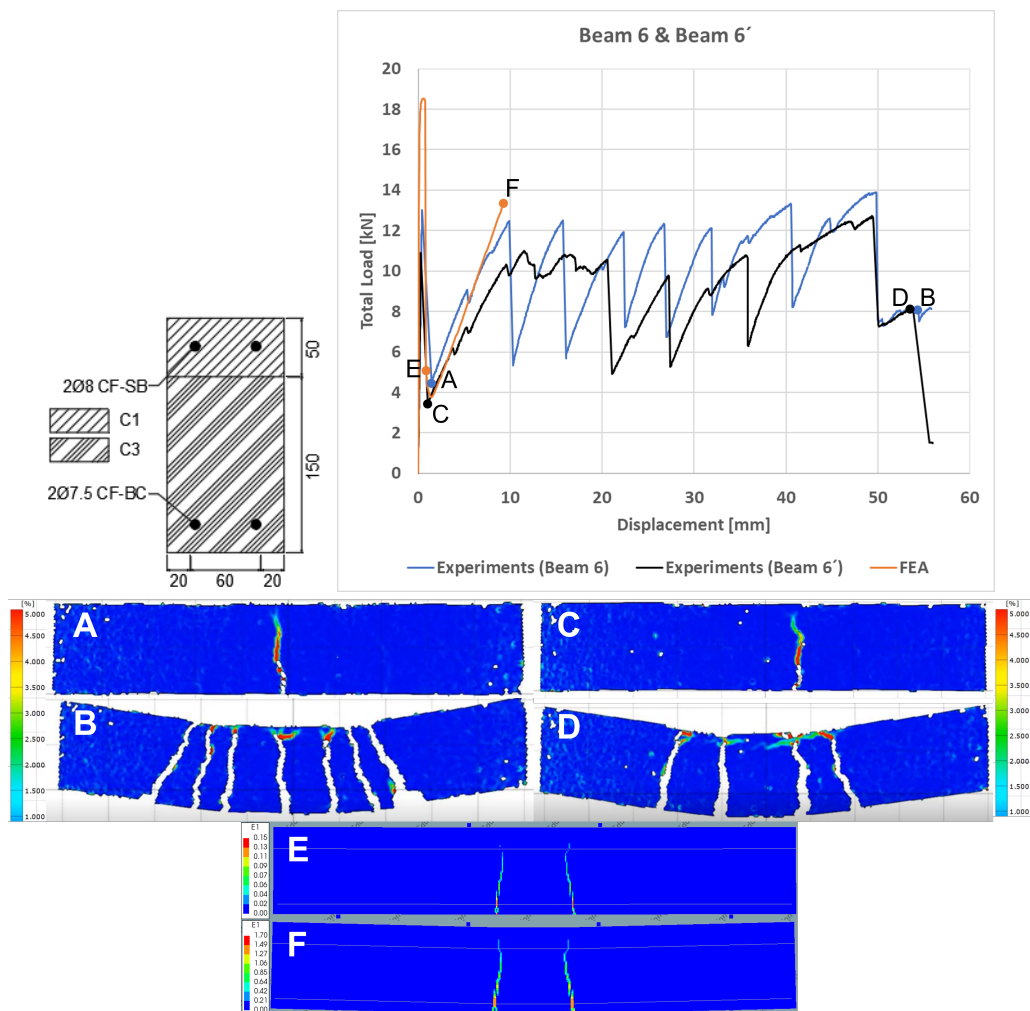 Beam 6 & Beam 6´
20
18
16
14
12
10
8
6
4
2
0
Total Load [kN]
0 10 20 30 40 50 60
Displacement [mm]
F
E
A
C
D
B
Experiments (Beam 6)
Experiments (Beam 6´)
FEA
2Ø8 CF-SB
C1
C3
2Ø7.5 CF-BC
50
150
20 60 20
[%]
5.000
4.500
4.000
3.500
3.000
2.500
2.000
1.500
1.000
A
B
C
D
[%]
5.000
4.500
4.000
3.500
3.000
2.500
2.000
1.500
1.000
E1
0.15
0.13
0.11
0.09
0.07
0.06
0.04
0.02
0.00
E
E1
1.70
1.49
1.27
1.06
0.85
0.64
0.42
0.21
0.00
F